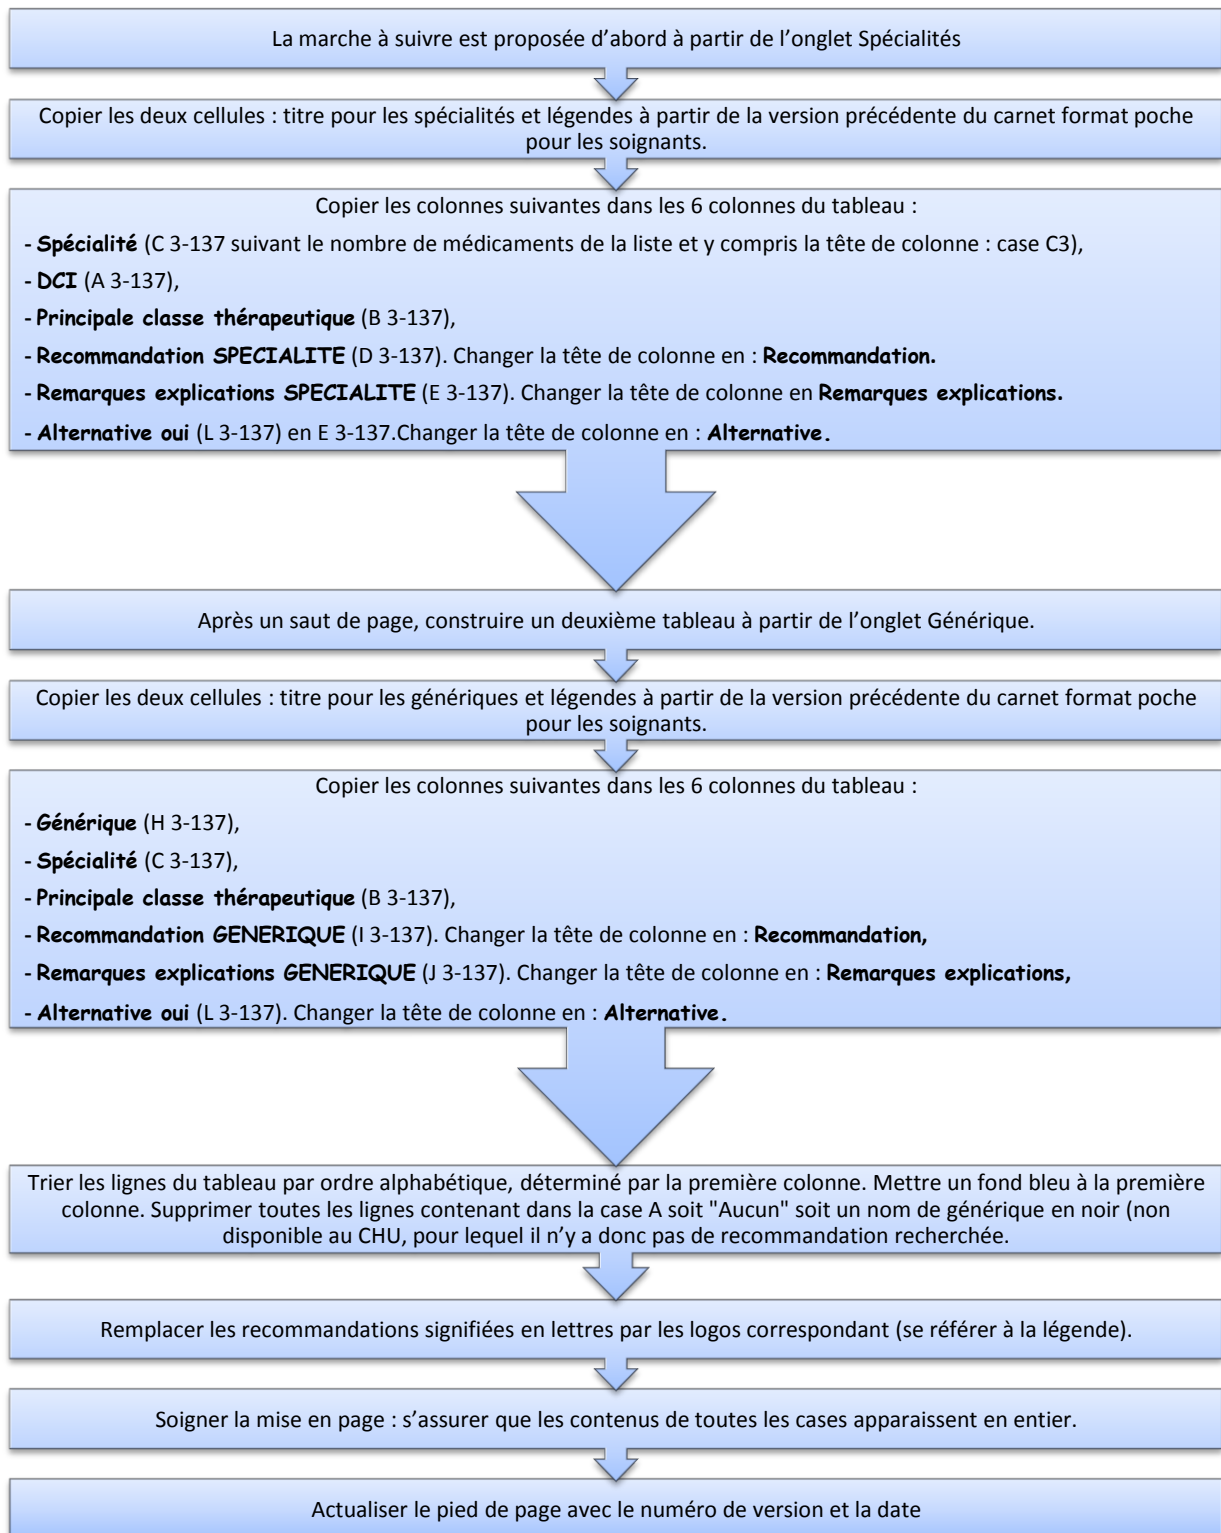 La marche à suivre est proposée d’abord à partir de l’onglet Spécialités
Copier les deux cellules : titre pour les spécialités et légendes à partir de la version précédente du carnet format poche
pour les soignants.
Copier les colonnes suivantes dans les 6 colonnes du tableau :
- Spécialité (C 3-137 suivant le nombre de médicaments de la liste et y compris la tête de colonne : case C3),
- DCI (A 3-137),
- Principale classe thérapeutique (B 3-137),
- Recommandation SPECIALITE (D 3-137). Changer la tête de colonne en : Recommandation.
- Remarques explications SPECIALITE (E 3-137). Changer la tête de colonne en Remarques explications.
- Alternative oui (L 3-137) en E 3-137.Changer la tête de colonne en : Alternative.
Après un saut de page, construire un deuxième tableau à partir de l’onglet Générique.
Copier les deux cellules : titre pour les génériques et légendes à partir de la version précédente du carnet format poche
pour les soignants.
Copier les colonnes suivantes dans les 6 colonnes du tableau :
- Générique (H 3-137),
- Spécialité (C 3-137),
- Principale classe thérapeutique (B 3-137),
- Recommandation GENERIQUE (I 3-137). Changer la tête de colonne en : Recommandation,
- Remarques explications GENERIQUE (J 3-137). Changer la tête de colonne en : Remarques explications,
- Alternative oui (L 3-137). Changer la tête de colonne en : Alternative.
Trier les lignes du tableau par ordre alphabétique, déterminé par la première colonne. Mettre un fond bleu à la première
colonne. Supprimer toutes les lignes contenant dans la case A soit "Aucun" soit un nom de générique en noir (non
disponible au CHU, pour lequel il n’y a donc pas de recommandation recherchée.
Remplacer les recommandations signifiées en lettres par les logos correspondant (se référer à la légende).
Soigner la mise en page : s’assurer que les contenus de toutes les cases apparaissent en entier.
Actualiser le pied de page avec le numéro de version et la date